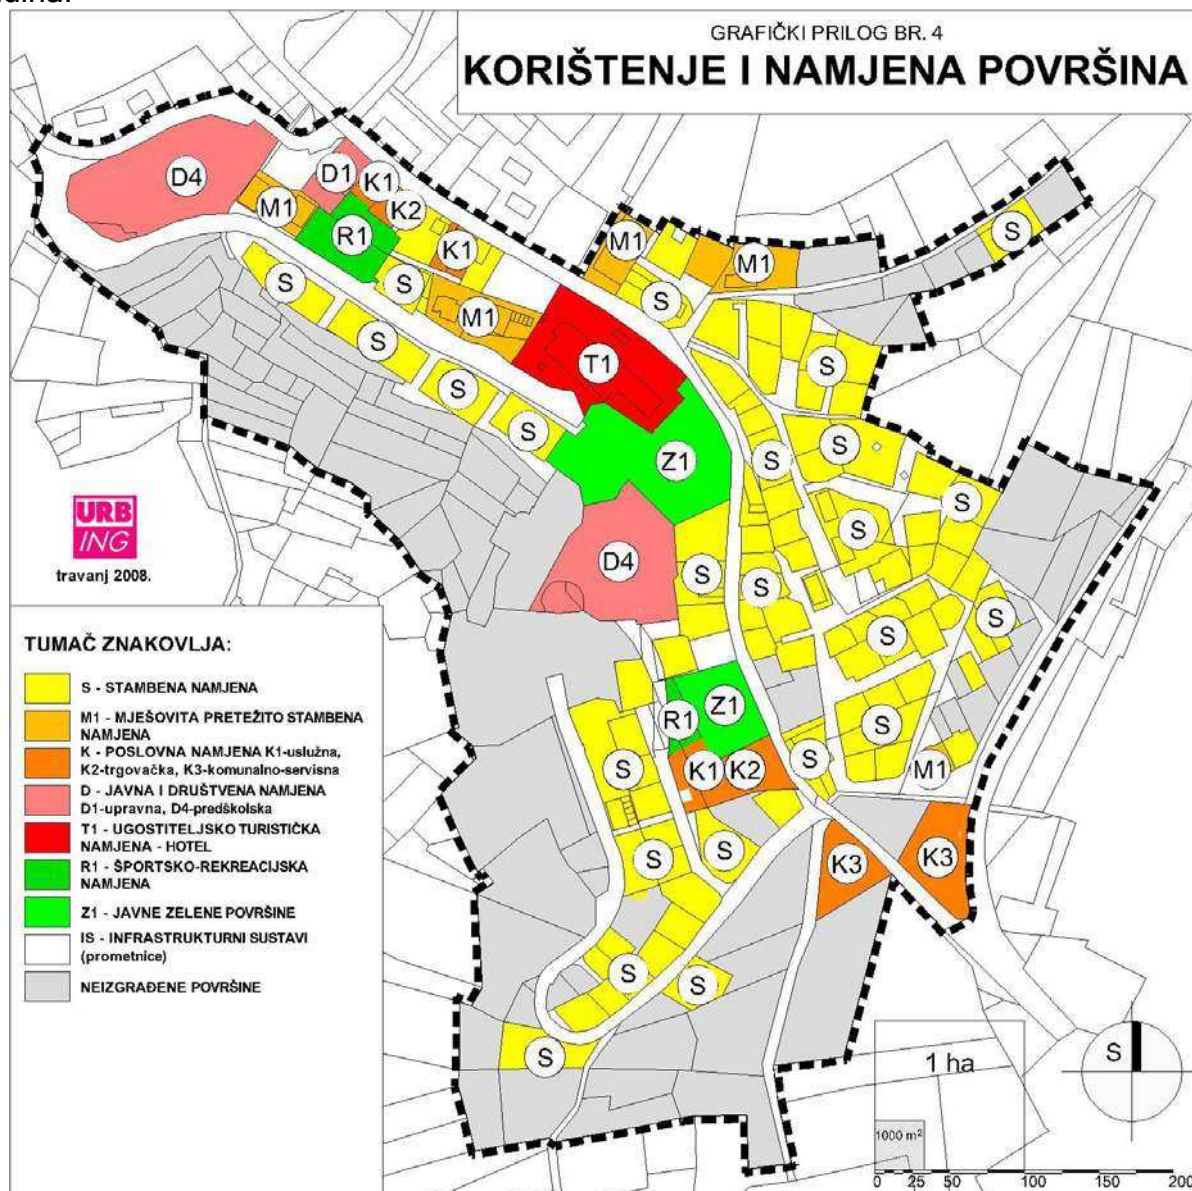 GRAFIČKI PRILOG BR. 4
KORIŠTENJE I NAMJENA POVRŠINA
D4
D1
K1
K2
M1
R1
K1
M1
M1
S
S
S
S
M1
T1
S
S
S
S
S
S
S
Z1
S
S
D4
S
S
S
S
R1
Z1
S
S
S
K1
K2
M1
S
S
K3
K3
S
S
S
URB
ING
travanj 2008.
TUMAČ ZNAKOVLJA:
S - STAMBENA NAMJENA
M1 - MJEŠOVITA PRETEŽITO STAMBENA
NAMJENA
K - POSLOVNA NAMJENA K1-uslužna,
K2-trgovačka, K3-komunalno-servisna
D - JAVNA I DRUŠTVENA NAMJENA
D1-upravna, D4-predškolska
T1 - UGOSTITELJSKO TURISTIČKA
NAMJENA - HOTEL
R1 - ŠPORTSKO-REKREACIJSKA
NAMJENA
Z1 - JAVNE ZELENE POVRŠINE
IS - INFRASTRUKTURNI SUSTAVI
(prometnice)
NEIZGRAĐENE POVRŠINE
1 ha
1000 m²
S
0 25 50 100 150 200